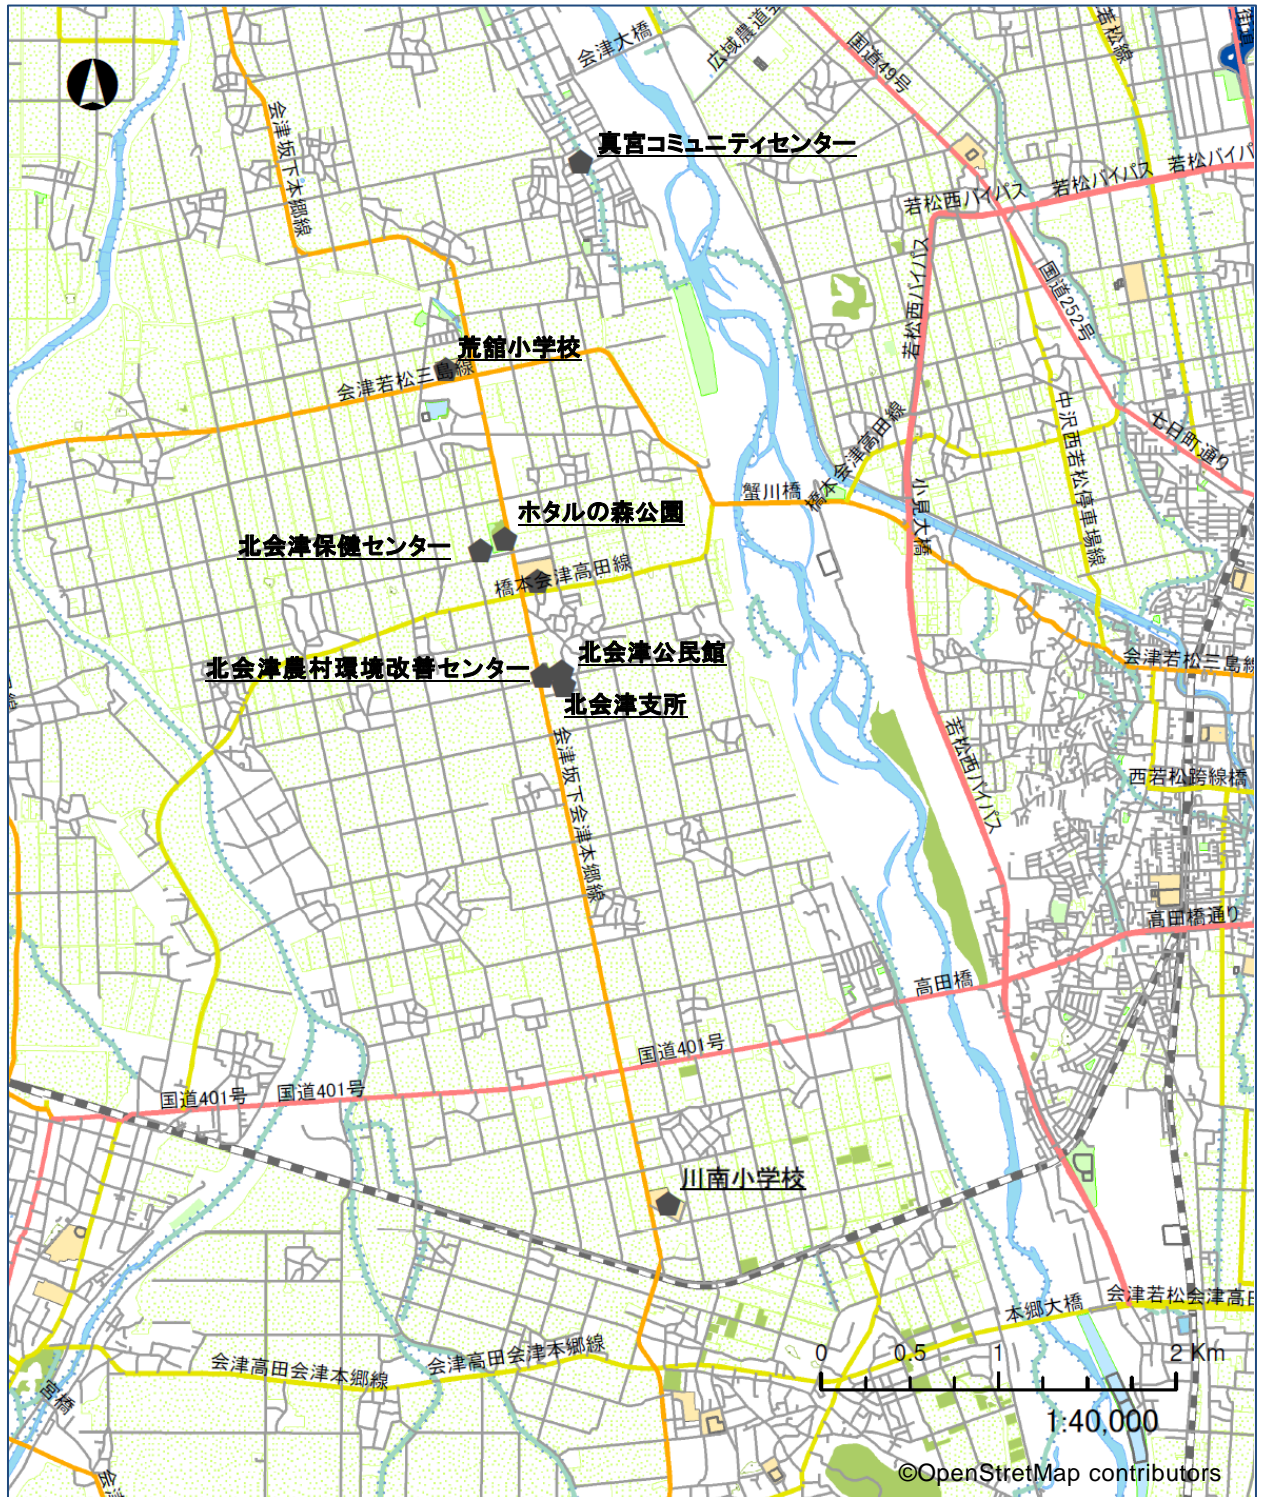 会津大橋
広域農道会
国道49号
若松線
街道
会津坂下本郷線
真宮コミュニティセンター
若松西バイパス
若松バイパス
若松バイパ
国道252号
若松西バイパス
荒舘小学校
会津若松三島線
中沢西若松停車場線
七日町通り
橋本会津高田線
蟹川橋
小見大橋
ホタルの森公園
北会津保健センター
橋本会津高田線
北会津公民館
北会津農村環境改善センター
会津若松三島線
北会津支所
会津坂下会津本郷線
若松西バイパス
西若松跨線橋
高田橋通り
高田橋
国道401号
国道401号
国道401号
川南小学校
会津若松会津高田
本郷大橋
会津高田会津本郷線
会津高田会津本郷線
宮橋
0 0.5 1 2 Km
1:40,000
©OpenStretMap contributors